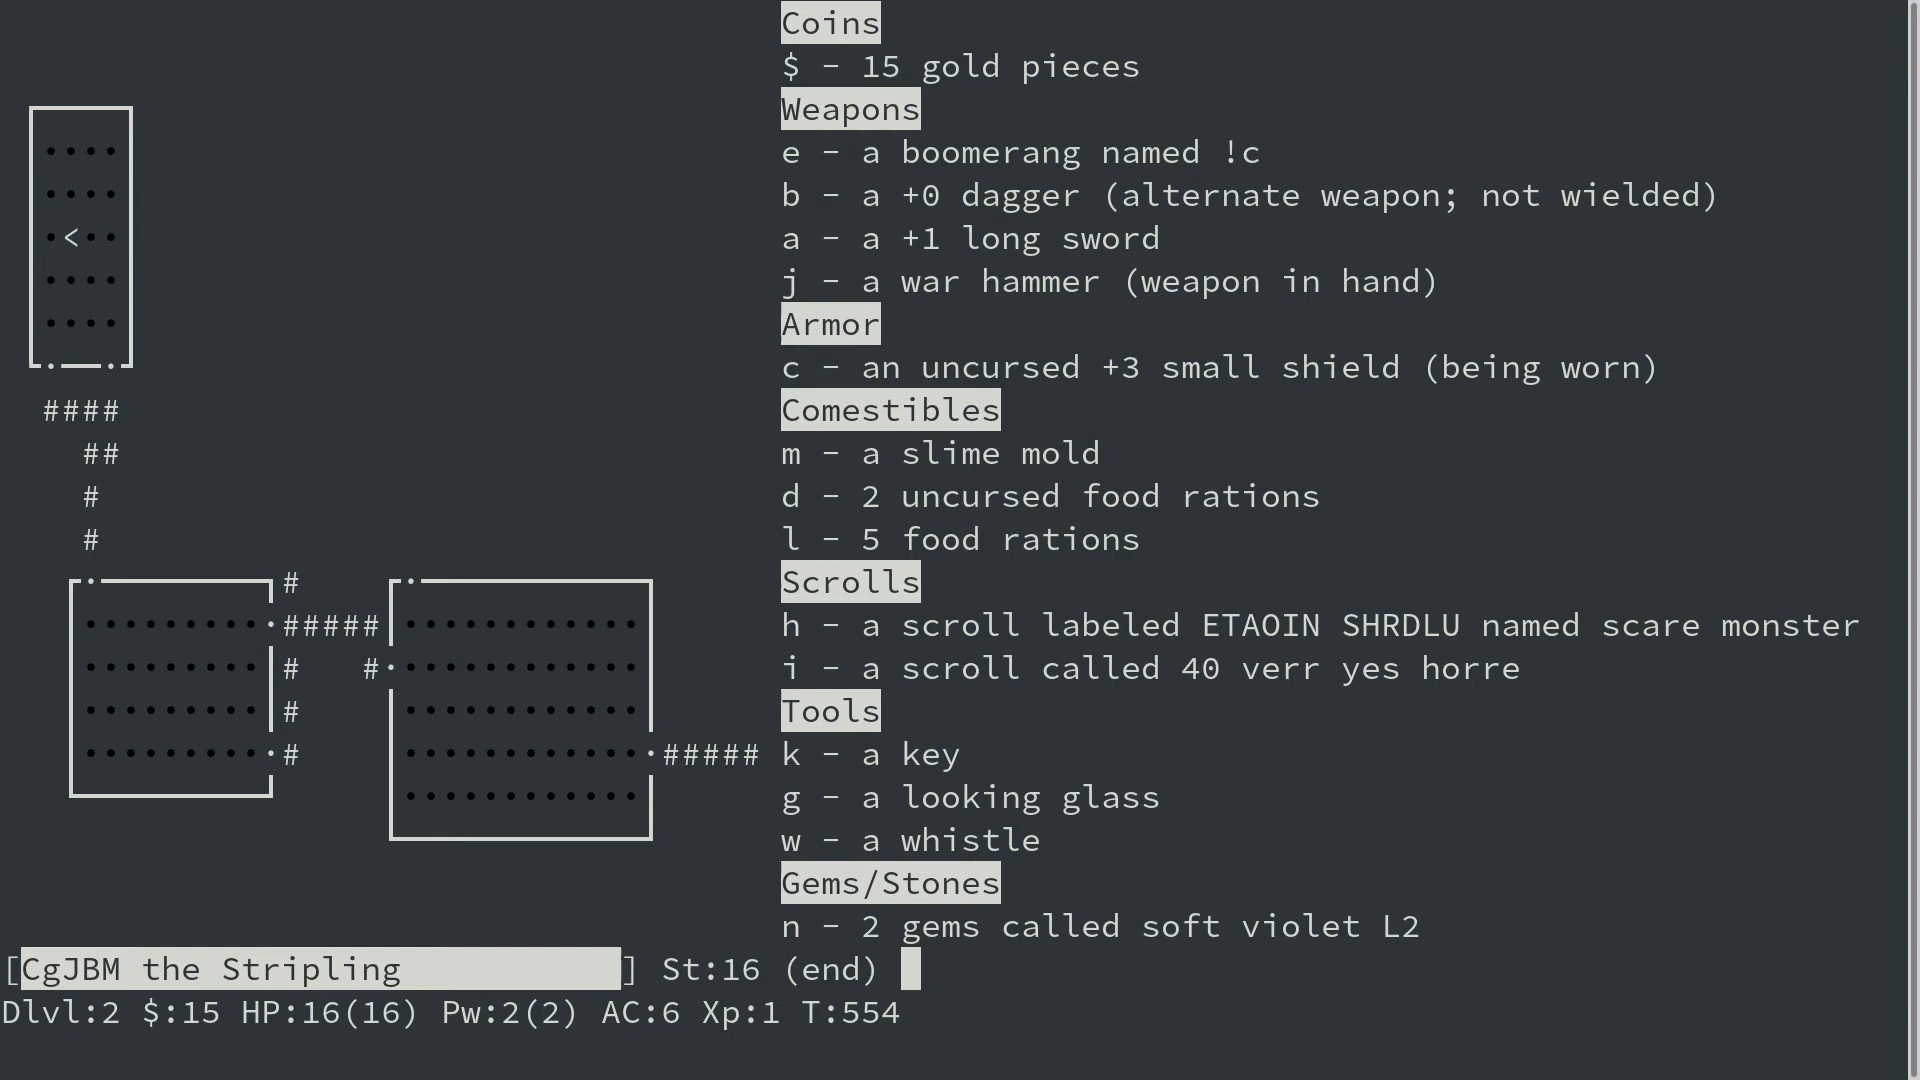 Coins
$ - 15 gold pieces
Weapons
e - a boomerang named !c
b - a +0 dagger (alternate weapon; not wielded)
a - a +1 long sword
j - a war hammer (weapon in hand)
Armor
c - an uncursed +3 small shield (being worn)
Comestibles
m - a slime mold
d - 2 uncursed food rations
l - 5 food rations
Scrolls
h - a scroll labeled ETAOIN SHRDLU named scare monster
i - a scroll called 40 verr yes horre
Tools
k - a key
g - a looking glass
w - a whistle
Gems/Stones
n - 2 gems called soft violet L2
[CgJBM the Stripling] St:16 (end)
Dlvl:2 $:15 HP:16(16) Pw:2(2) AC:6 Xp:1 T:554